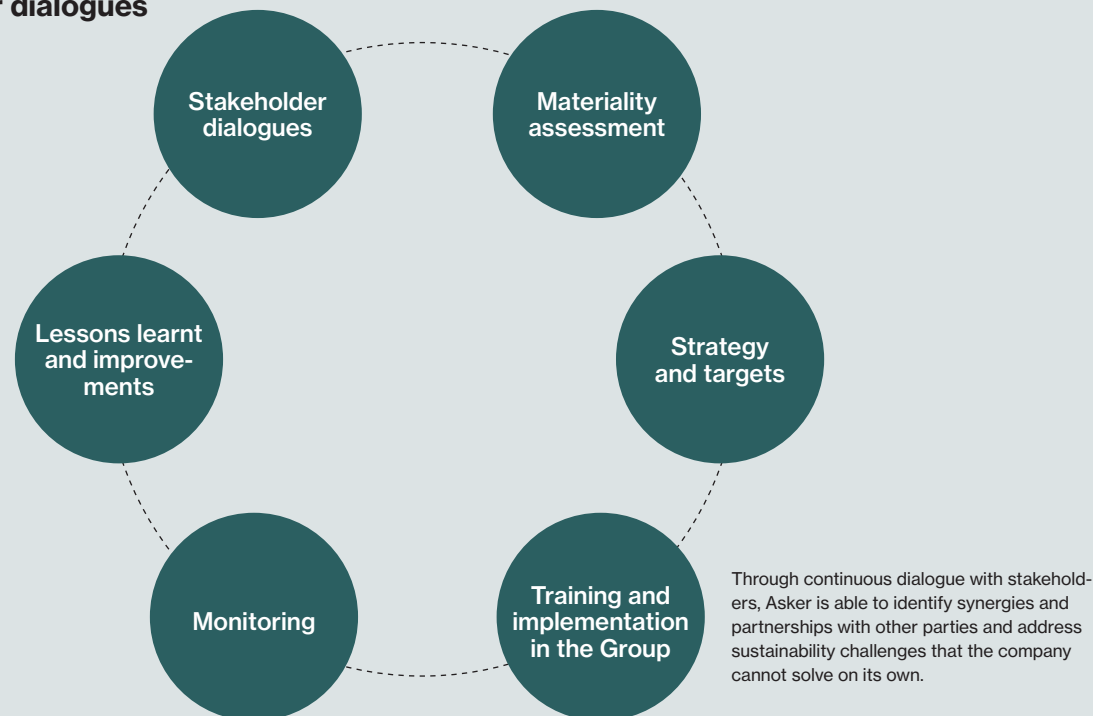 dialogues
Stakeholder
dialogues
Materiality
assessment
Lessons learnt
and improve-
ments
Strategy
and targets
Monitoring
Training and
implementation
in the Group
Through continuous dialogue with stakehold-
ers, Asker is able to identify synergies and
partnerships with other parties and address
sustainability challenges that the company
cannot solve on its own.